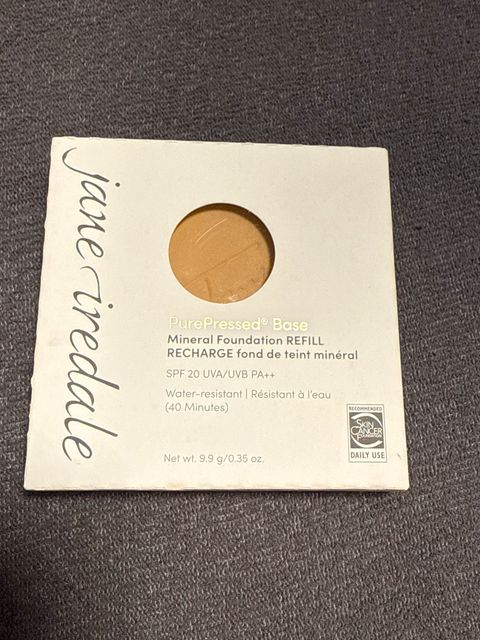 jane iredale
PurePressed® Base
Mineral Foundation REFILL
RECHARGE fond de teint minéral
SPF 20 UVA/UVB PA++
Water-resistant | Résistant à l'eau
(40 Minutes)
Net wt. 9.9 g/0.35 oz.
RECOMMENDED
SKIN
CANCER
FOUNDATION
DAILY USE